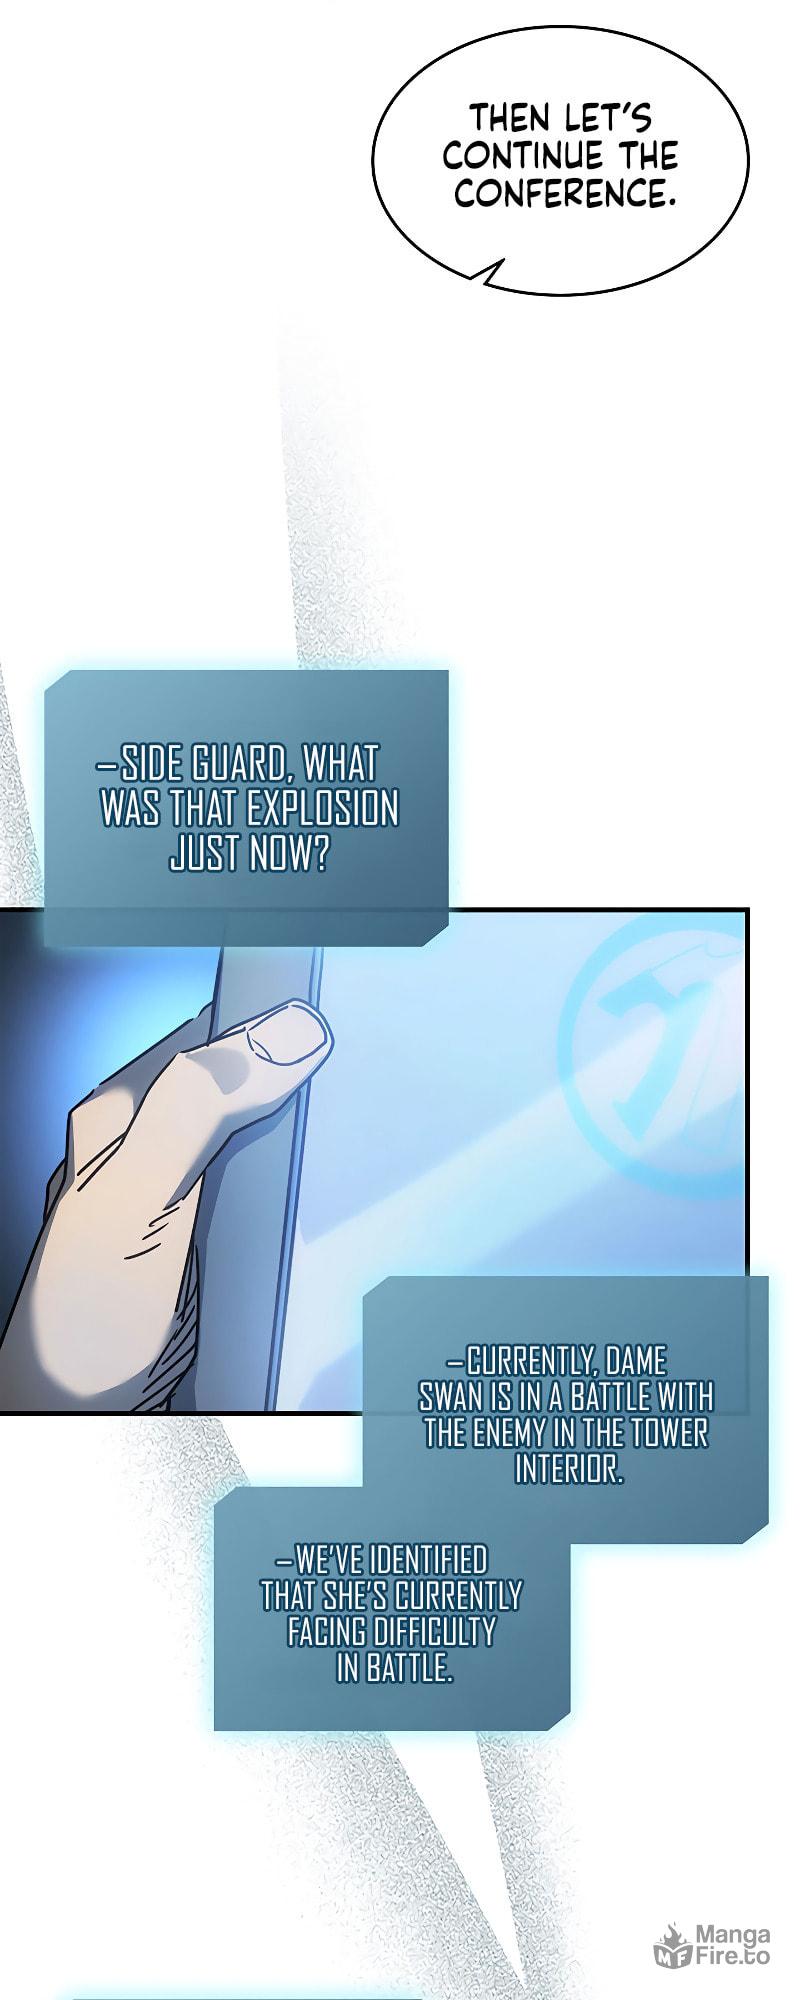 THEN LET'S
CONTINUE THE
CONFERENCE.
–SIDE GUARD, WHAT
WAS THAT EXPLOSION
JUST NOW?
–CURRENTLY, DAME
SWAN IS IN A BATTLE WITH
THE ENEMY IN THE TOWER
INTERIOR.
–WE'VE IDENTIFIED
THAT SHE'S CURRENTLY
FACING DIFFICULTY
IN BATTLE.
Manga
MF Fire.to